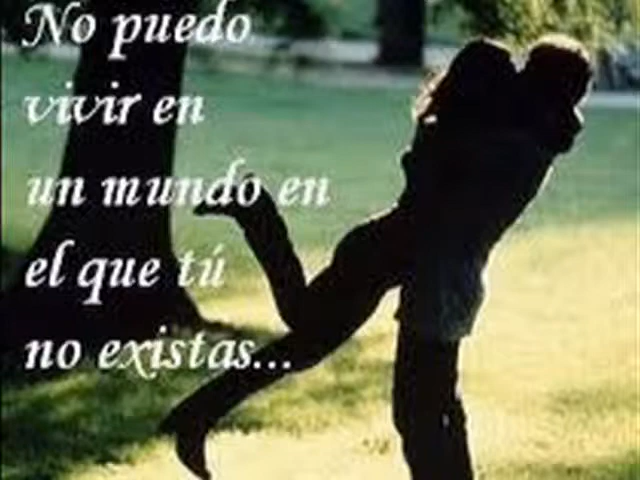 No puedo
vivir en
un mundo en
el que tú
no existas...